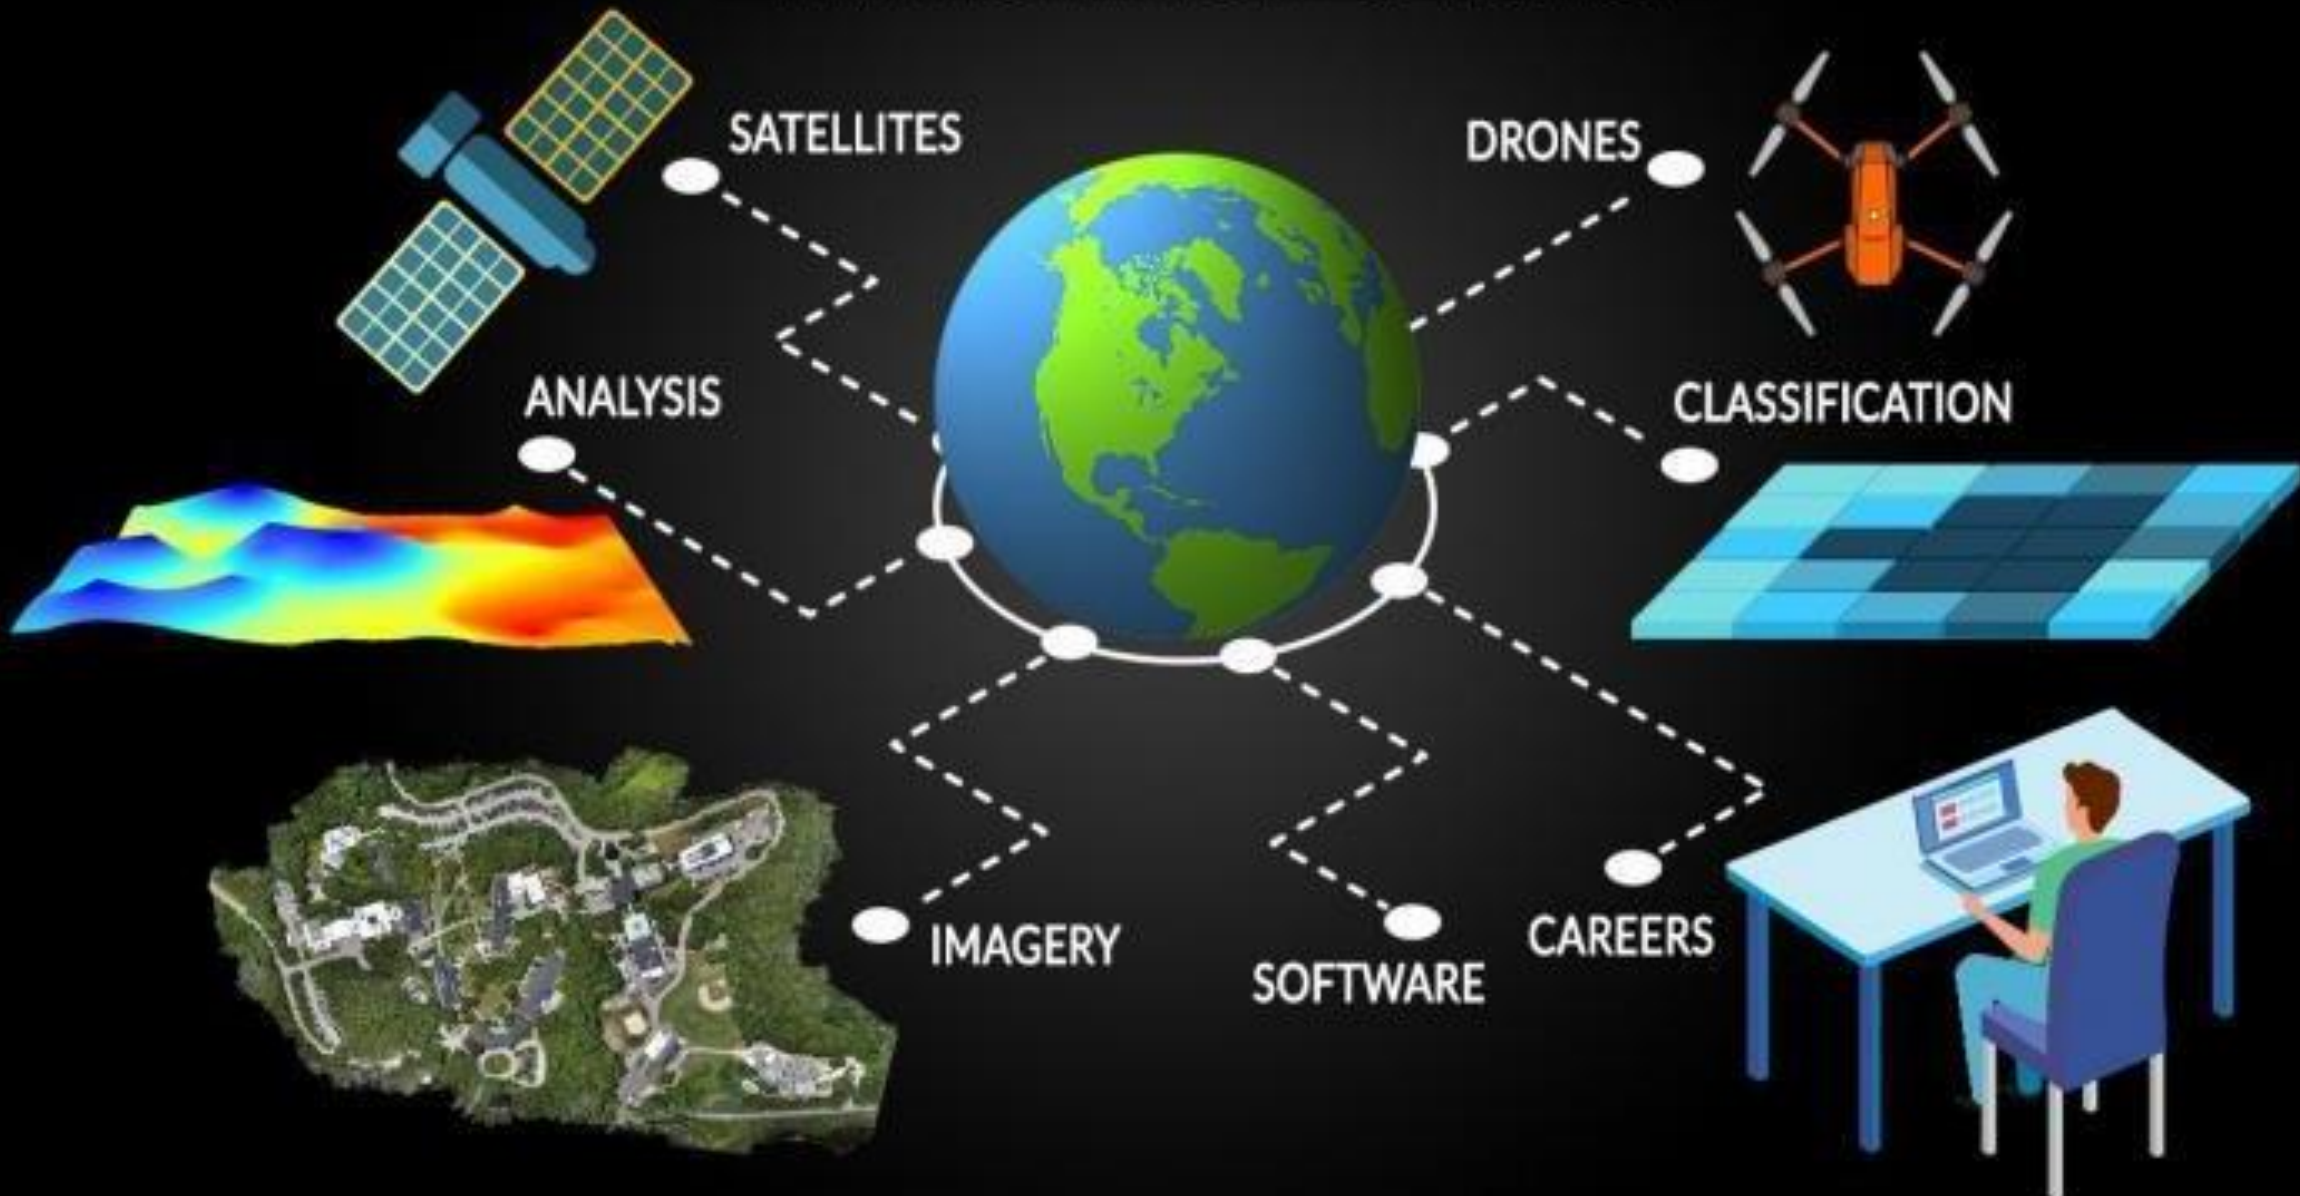 SATELLITES
DRONES
ANALYSIS
CLASSIFICATION
IMAGERY
SOFTWARE
CAREERS